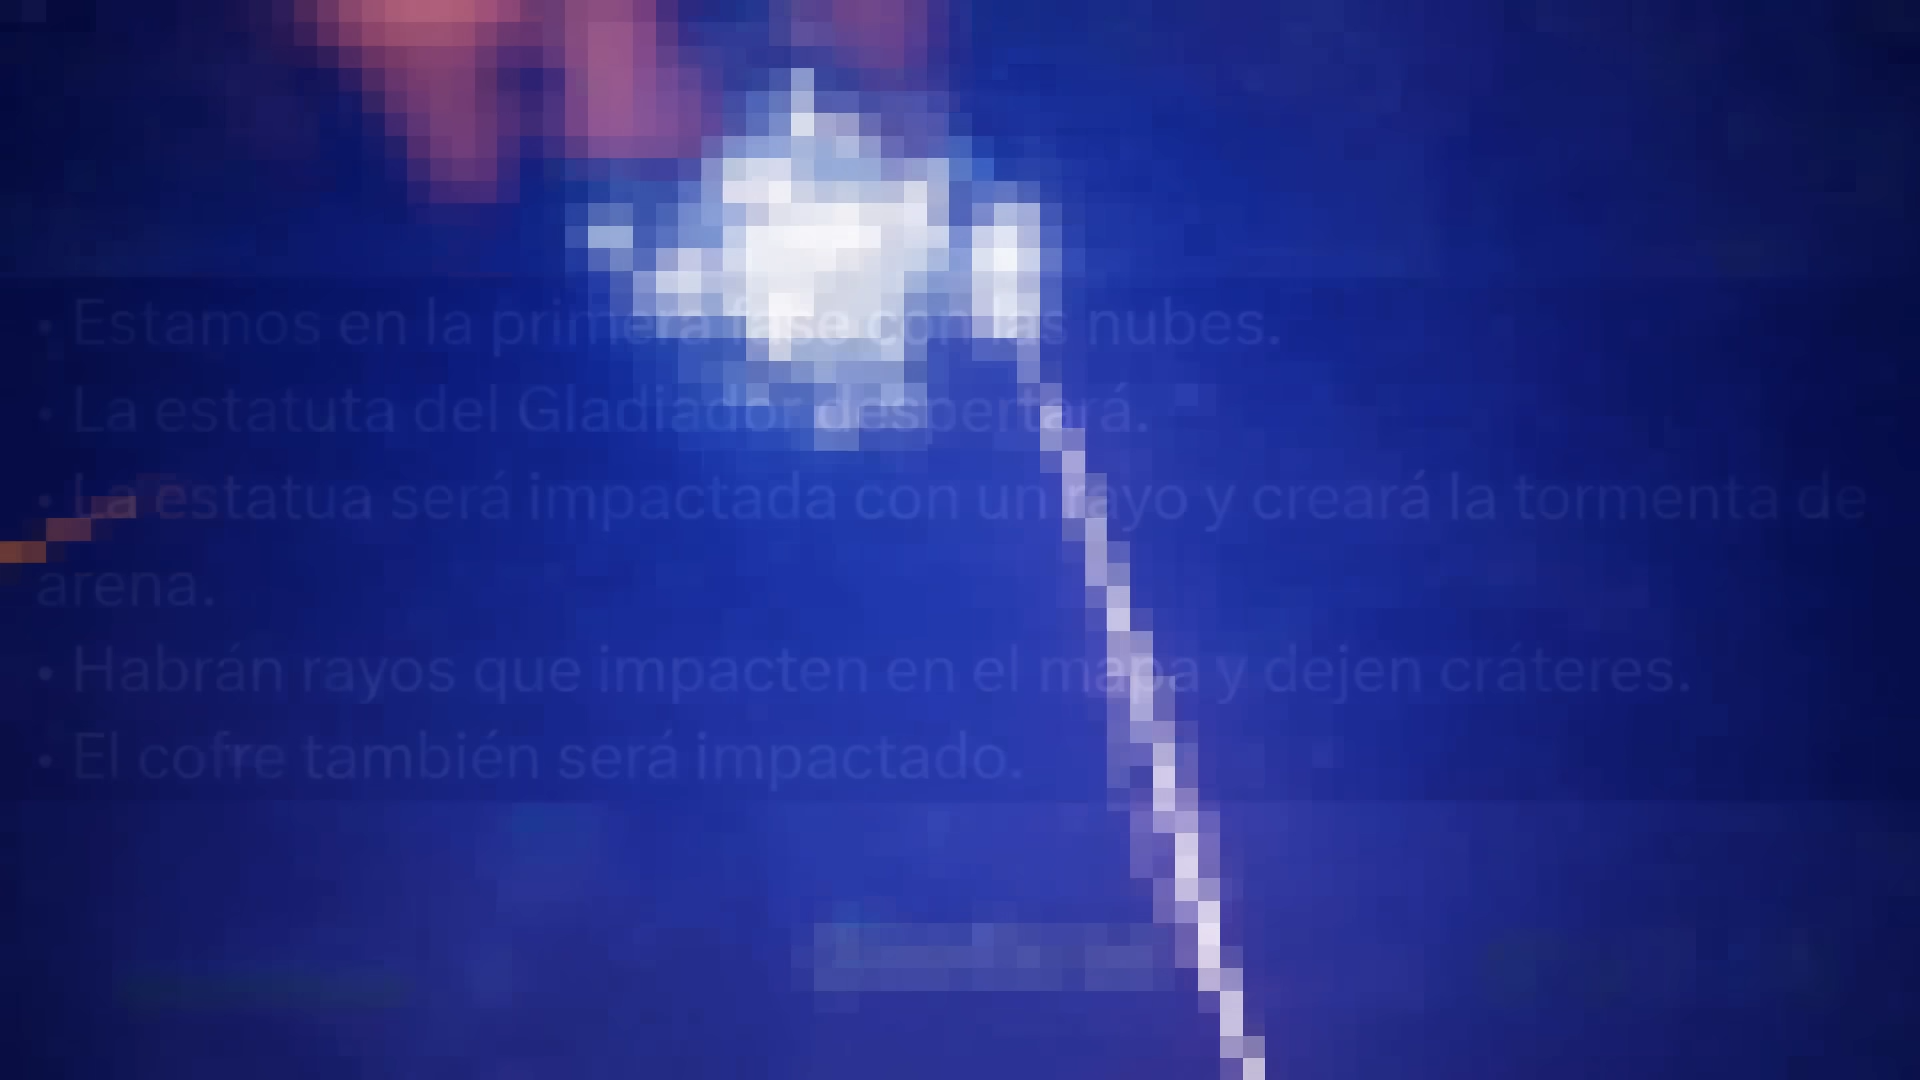 • Estamos en la primera fase con las nubes.
• La estatuta del Gladiador despertará.
• La estatua será impactada con un rayo y creará la tormenta de
arena.
• Habrán rayos que impacten en el mapa y dejen cráteres.
• El cofre también será impactado.